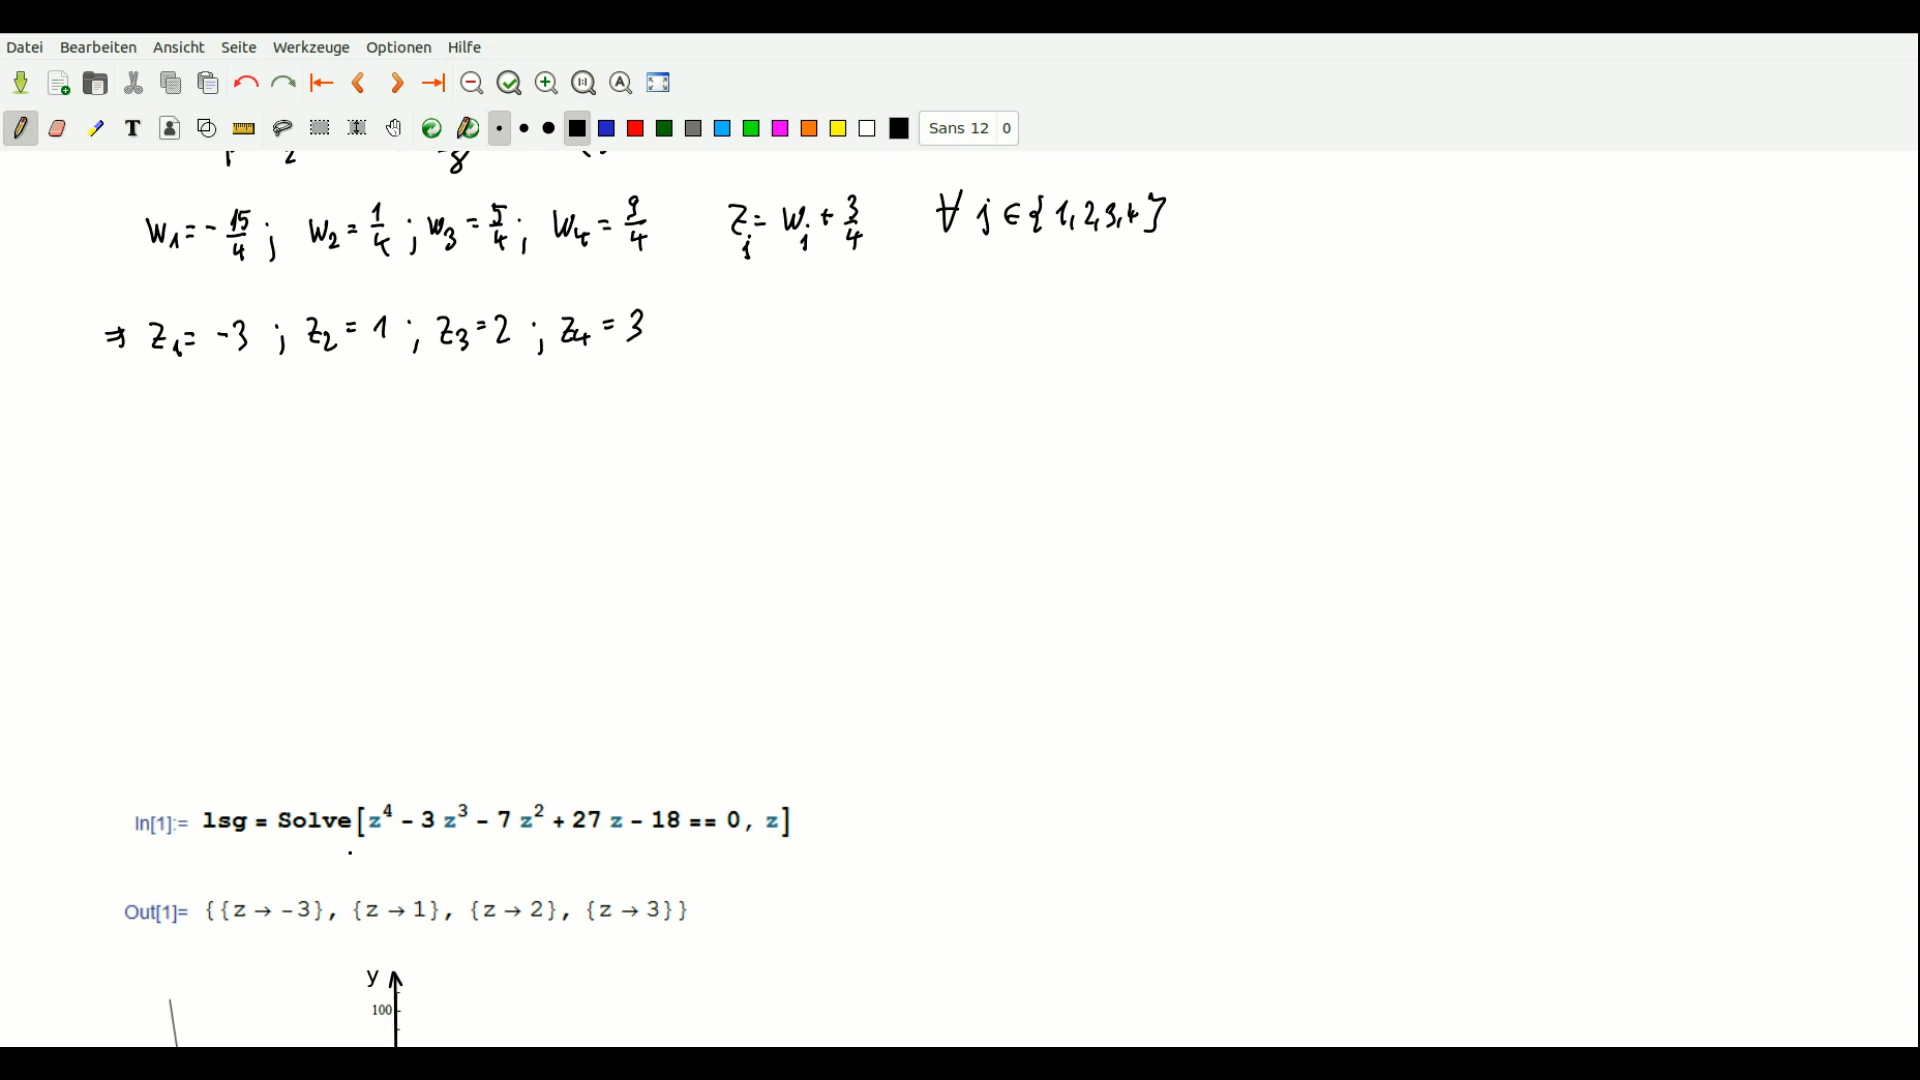 Datei Bearbeiten Ansicht Seite Werkzeuge Optionen Hilfe
T A Sans 12 0
w₁ = -15/4 ; w₂ = 1/4 ; w₃ = 5/4 ; w₄ = 9/4 zⱼ = wⱼ + 3/4 ∀ j ∈ {1,2,3,4}
⇒ z₁ = -3 ; z₂ = 1 ; z₃ = 2 ; z₄ = 3
In[1]:= lsg = Solve[z⁴ - 3 z³ - 7 z² + 27 z - 18 == 0, z]
Out[1]= {{z → -3}, {z → 1}, {z → 2}, {z → 3}}
y
100